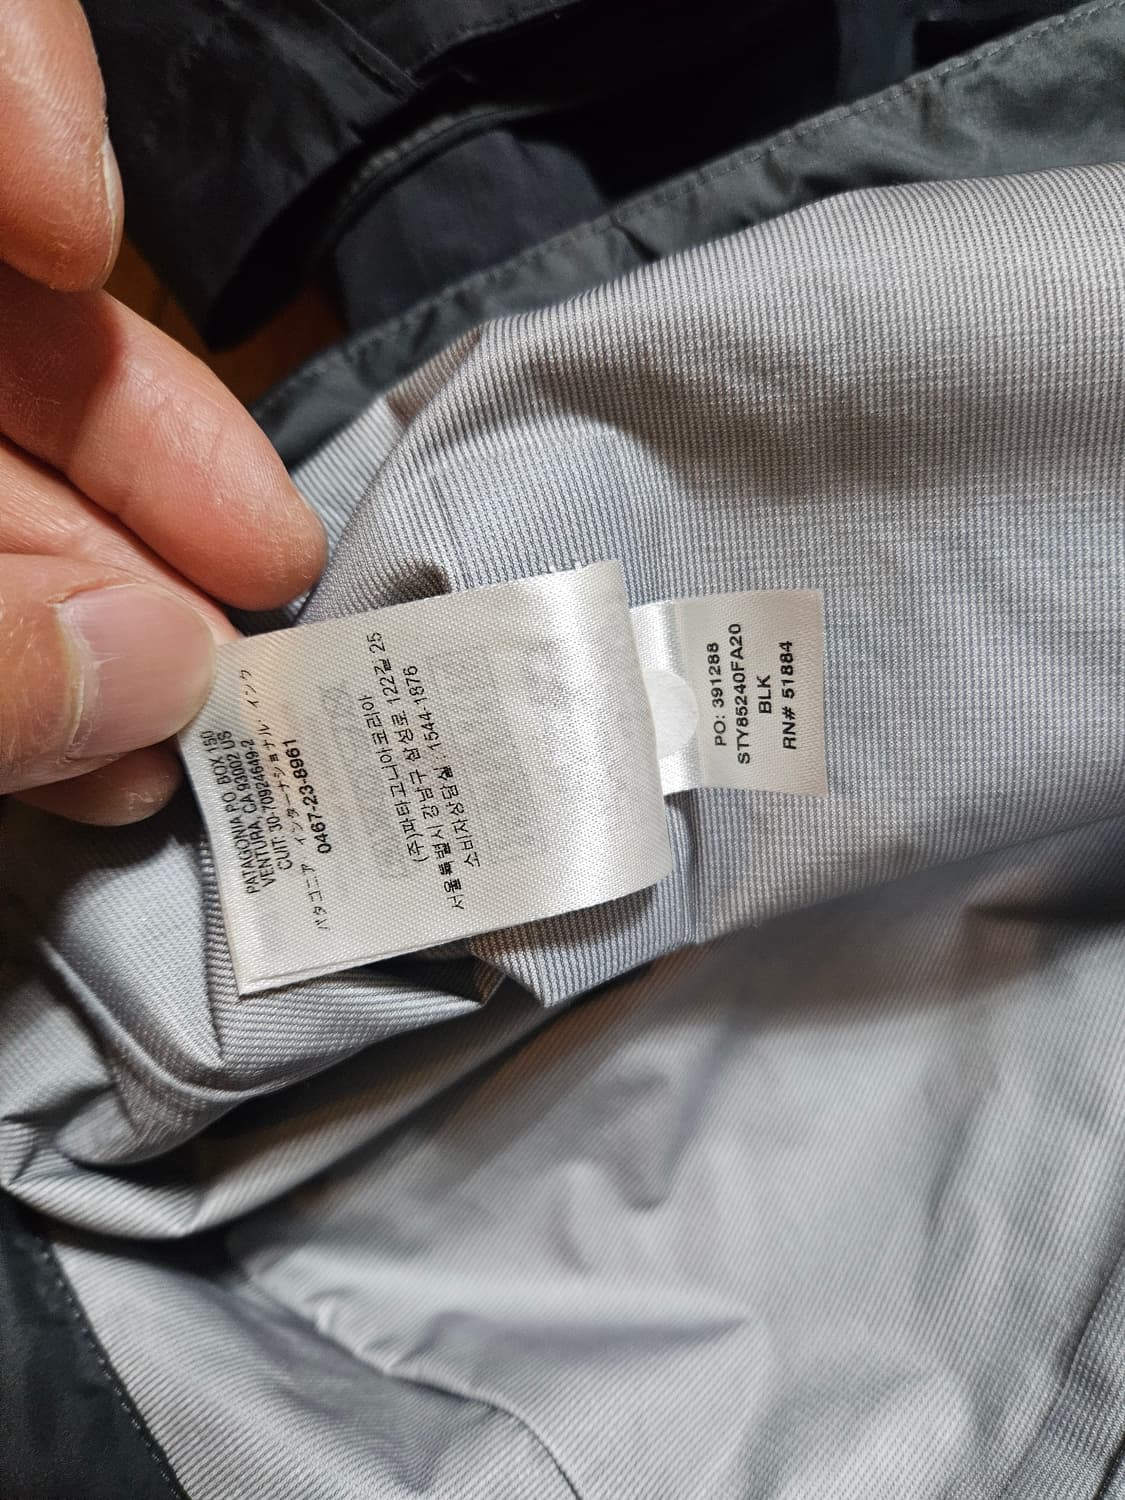 PATAGONIA P.O. BOX 150
VENTURA, CA 93002 US
CUIT: 30-70924649-2
パタゴニア インターナショナル・インク
0467-23-8961
(주)파타고니아코리아
서울특별시 강남구 삼성로 122길 25
소비자상담실 : 1544-1876
PO: 391288
STY85240FA20
BLK
RN# 51884